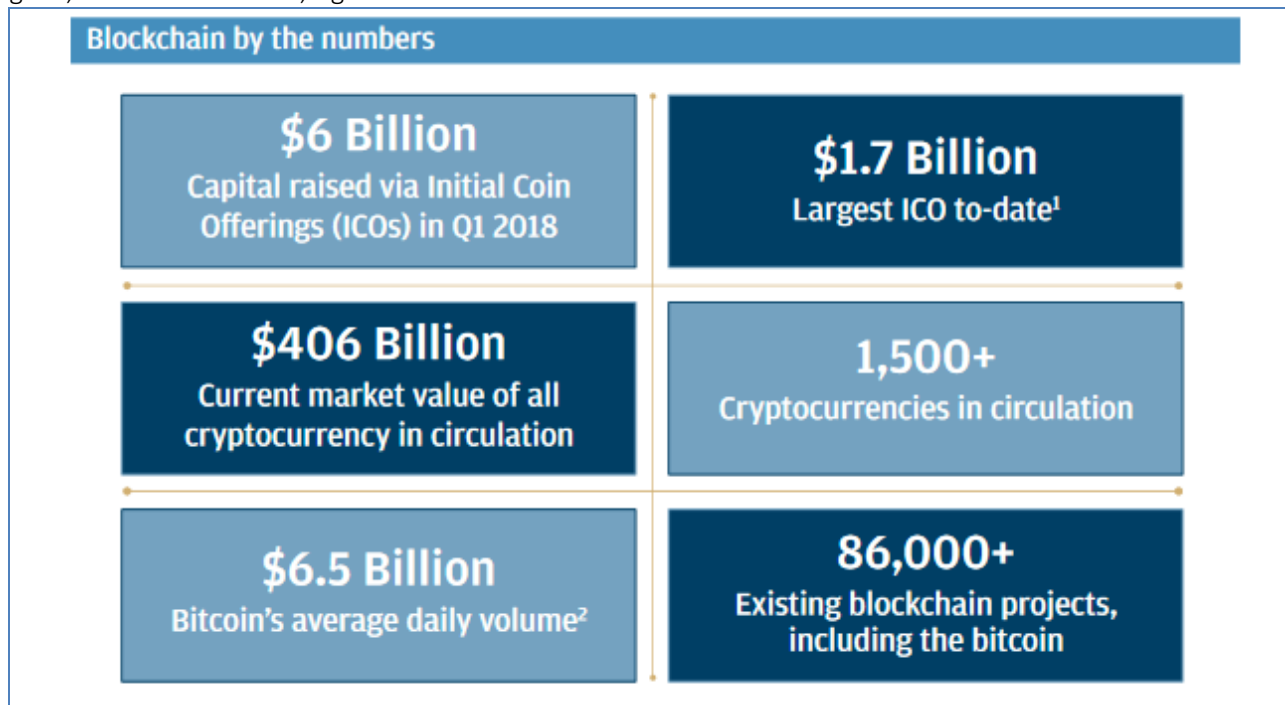 Blockchain by the numbers
$6 Billion
Capital raised via Initial Coin
Offerings (ICOs) in Q1 2018
$1.7 Billion
Largest ICO to-date¹
$406 Billion
Current market value of all
cryptocurrency in circulation
1,500+
Cryptocurrencies in circulation
$6.5 Billion
Bitcoin’s average daily volume²
86,000+
Existing blockchain projects,
including the bitcoin